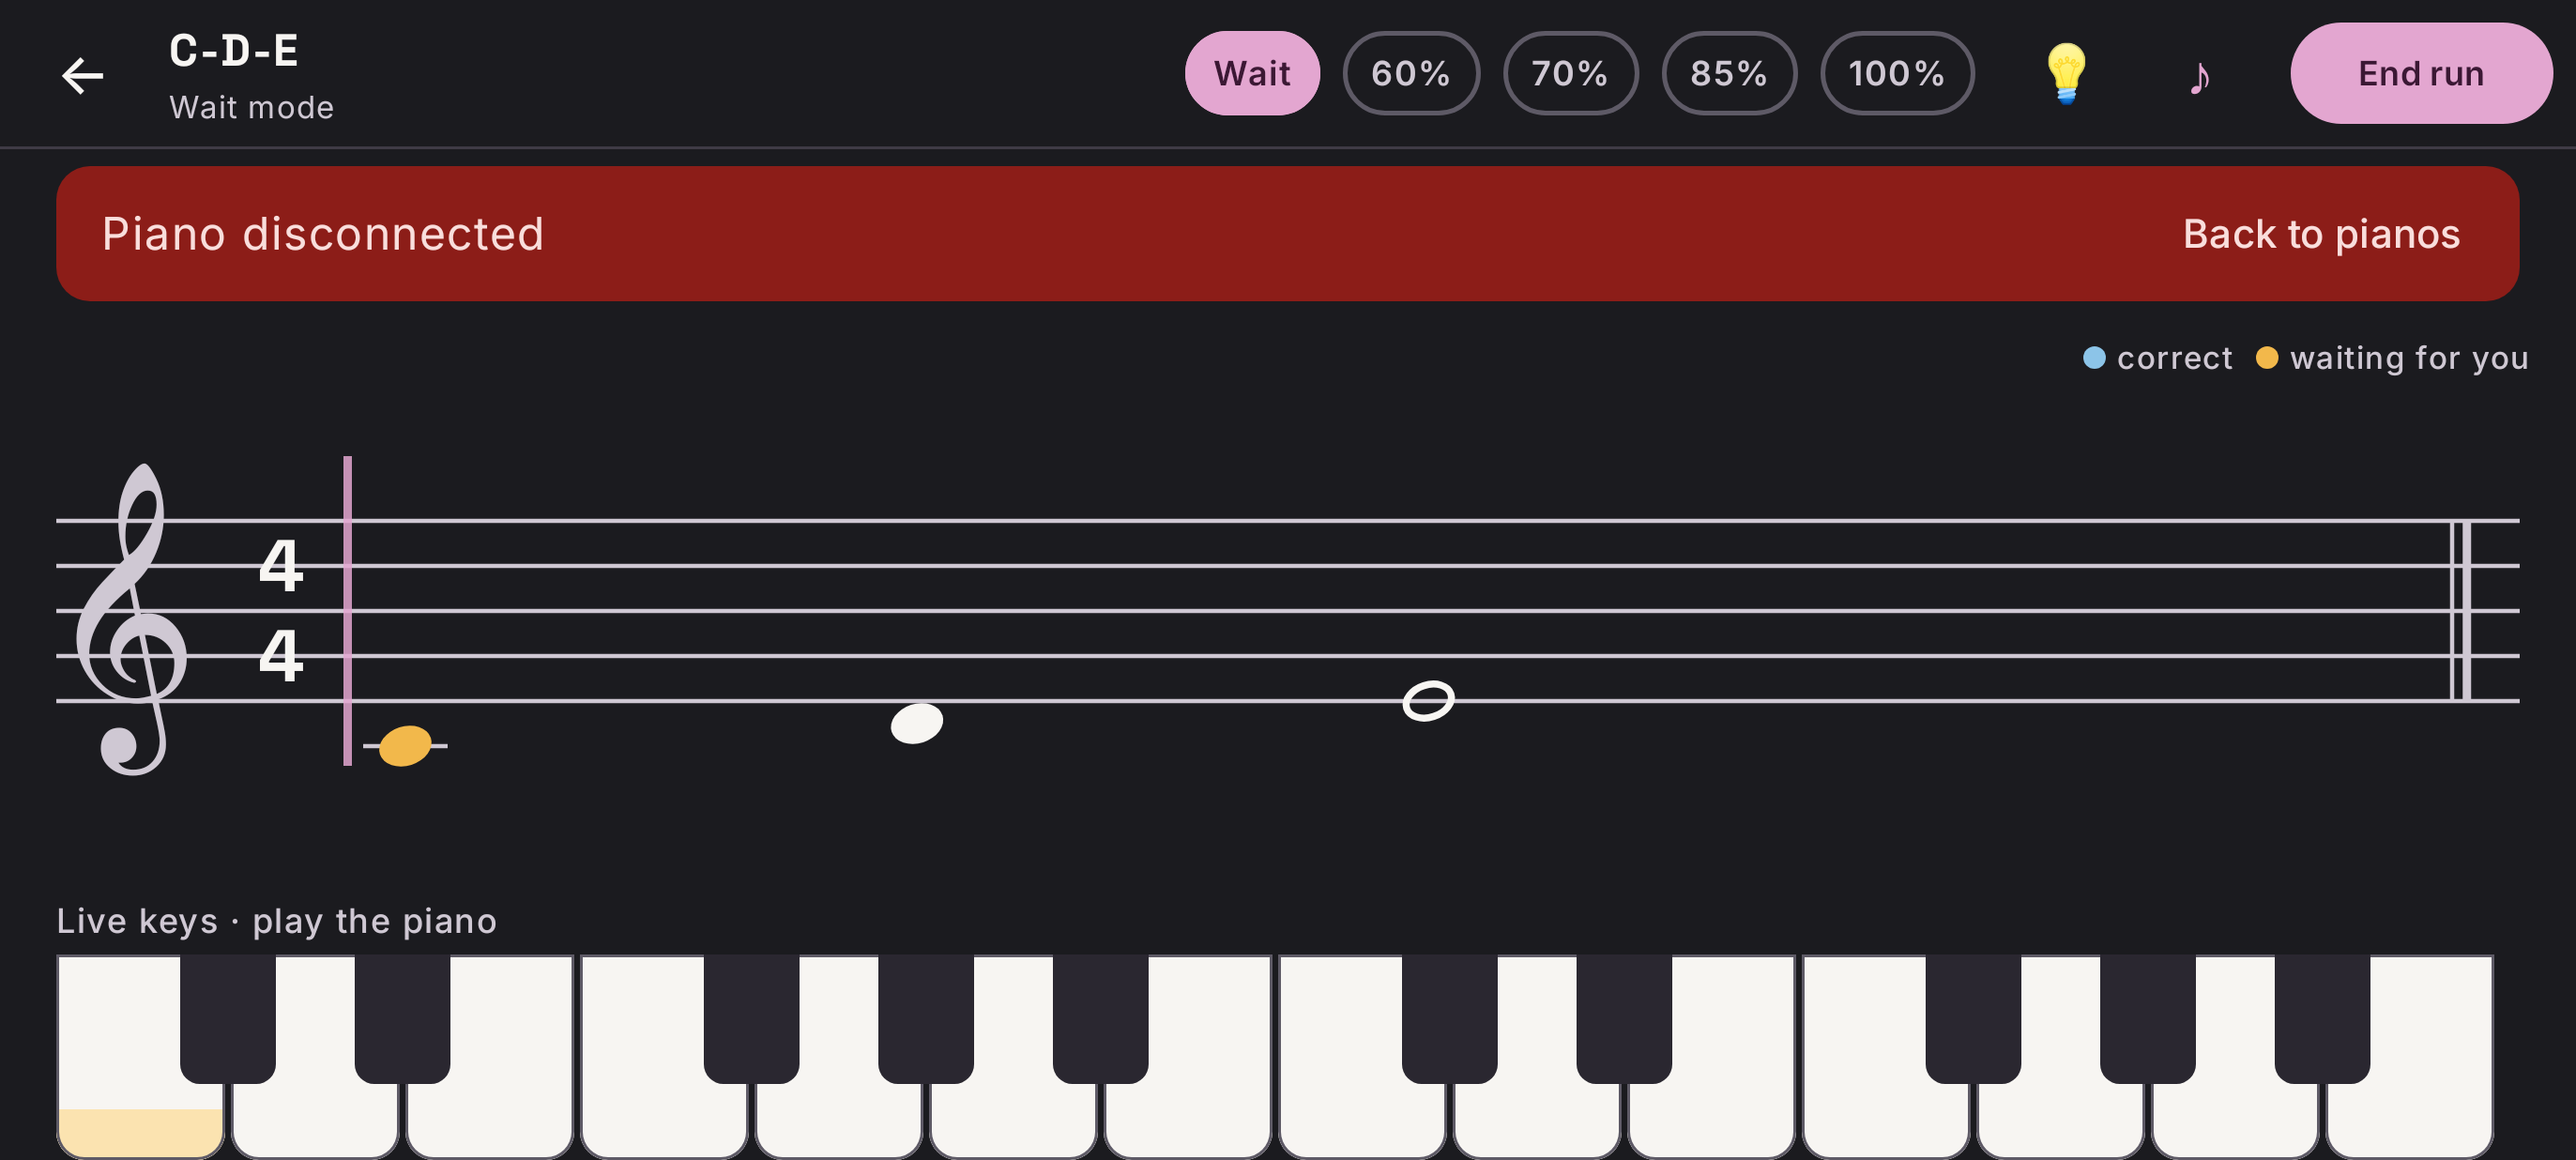 C-D-E
Wait mode
Wait 60% 70% 85% 100% End run
Piano disconnected Back to pianos
correct waiting for you
4
4
Live keys · play the piano